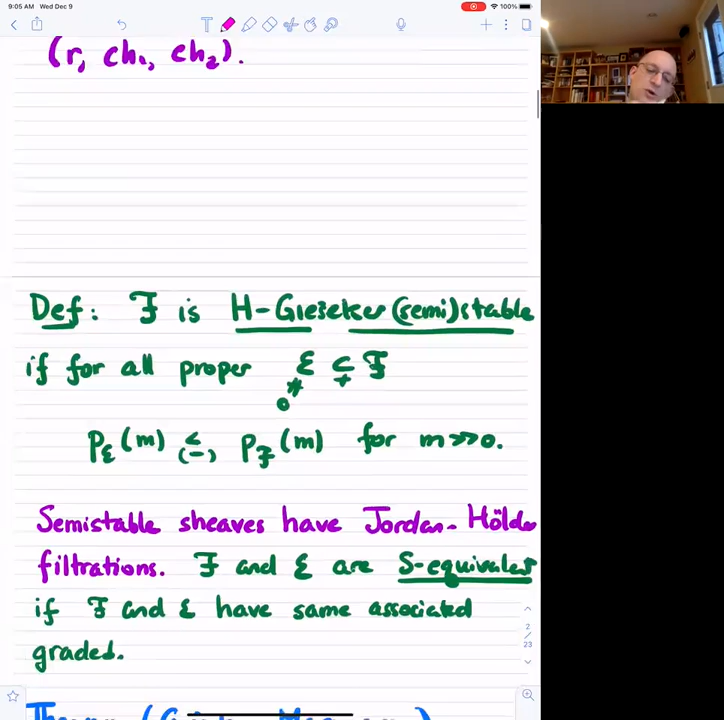 9:05 AM Wed Dec 9
100%
(r, ch₁, ch₂).
Def: F is H-Gieseker (semi)stable
if for all proper ℰ ⊊ F
≠
0
P_ℰ(m) <(=) P_F(m) for m>>0.
Semistable sheaves have Jordan-Hölde
filtrations. F and ℰ are S-equivalen
if F and ℰ have same associated
graded.
2
/
23